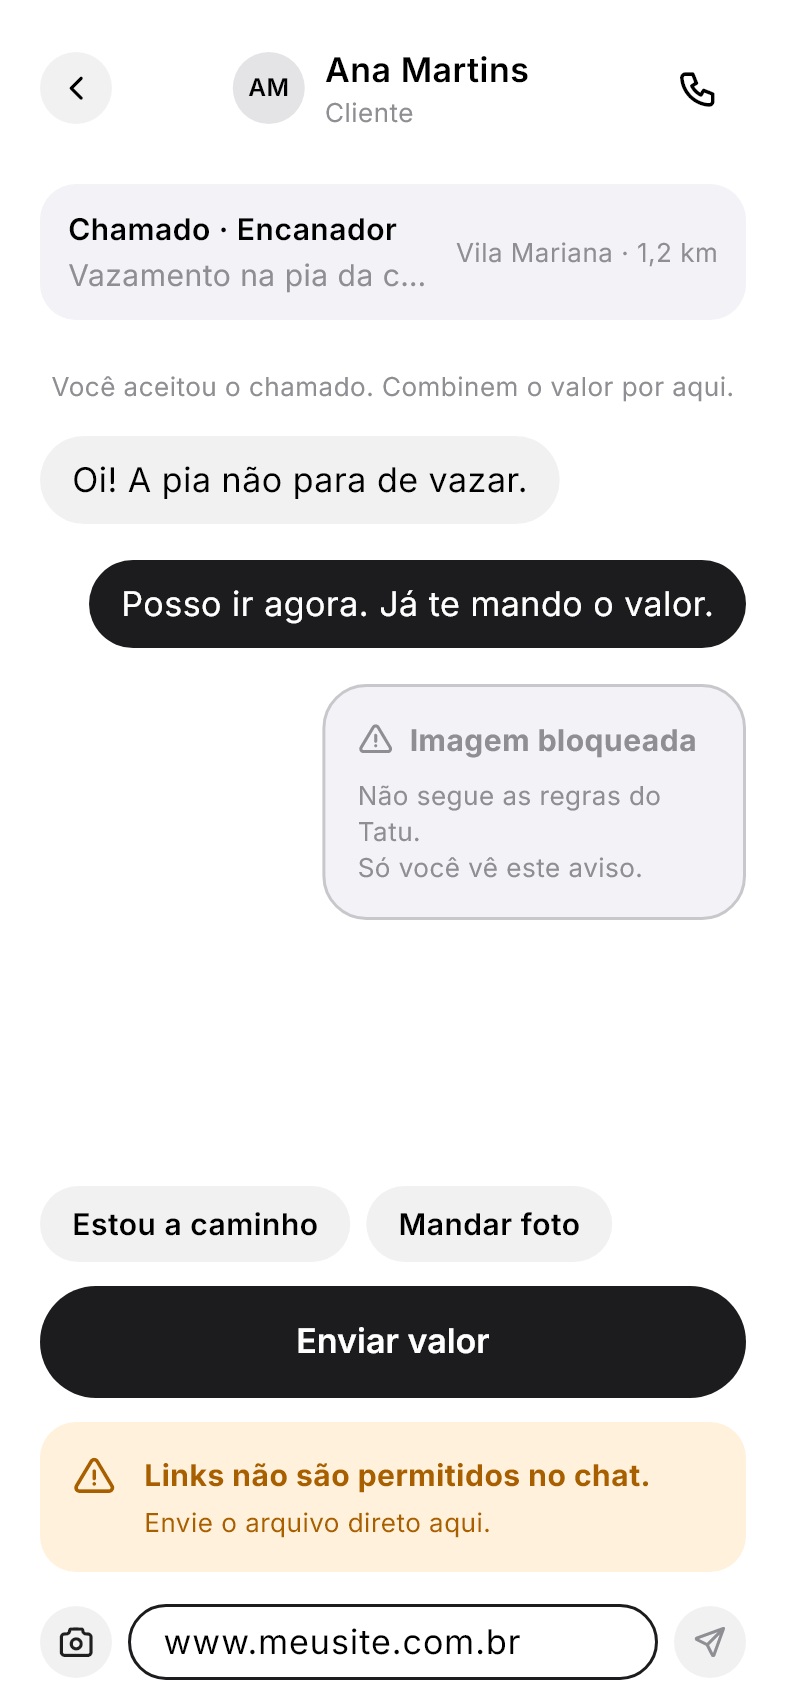 AM
Ana Martins
Cliente
Chamado · Encanador
Vazamento na pia da c...
Vila Mariana · 1,2 km
Você aceitou o chamado. Combinem o valor por aqui.
Oi! A pia não para de vazar.
Posso ir agora. Já te mando o valor.
Imagem bloqueada
Não segue as regras do
Tatu.
Só você vê este aviso.
Estou a caminho
Mandar foto
Enviar valor
Links não são permitidos no chat.
Envie o arquivo direto aqui.
www.meusite.com.br